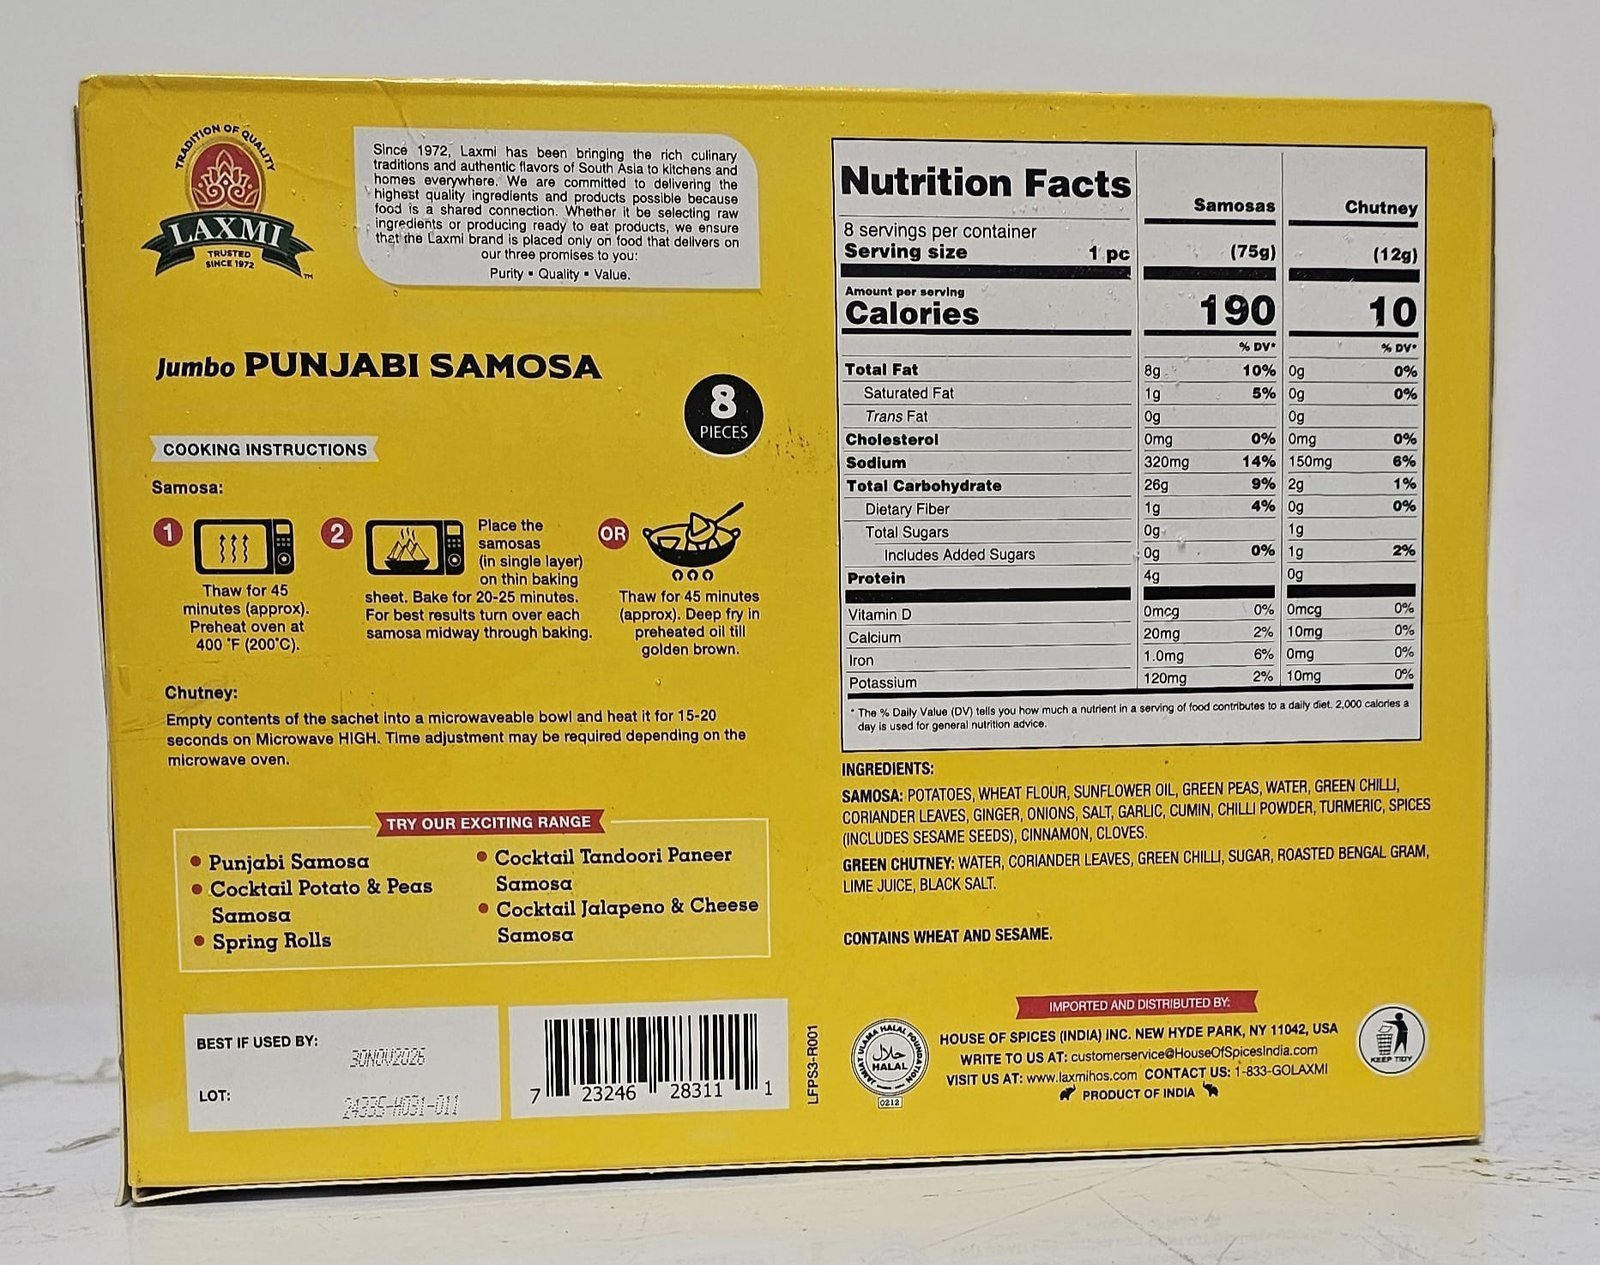 TRADITION OF QUALITY
LAXMI
TRUSTED
SINCE 1972
TM
Since 1972, Laxmi has been bringing the rich culinary
traditions and authentic flavors of South Asia to kitchens and
homes everywhere. We are committed to delivering the
highest quality ingredients and products possible because
food is a shared connection. Whether it be selecting raw
ingredients or producing ready to eat products, we ensure
that the Laxmi brand is placed only on food that delivers on
our three promises to you:
Purity ▪ Quality ▪ Value.
Jumbo PUNJABI SAMOSA
8
PIECES
COOKING INSTRUCTIONS
Samosa:
1
Thaw for 45
minutes (approx).
Preheat oven at
400 °F (200°C).
2
Place the
samosas
(in single layer)
on thin baking
sheet. Bake for 20-25 minutes.
For best results turn over each
samosa midway through baking.
OR
Thaw for 45 minutes
(approx). Deep fry in
preheated oil till
golden brown.
Chutney:
Empty contents of the sachet into a microwaveable bowl and heat it for 15-20
seconds on Microwave HIGH. Time adjustment may be required depending on the
microwave oven.
TRY OUR EXCITING RANGE
• Punjabi Samosa
• Cocktail Potato & Peas
Samosa
• Spring Rolls
• Cocktail Tandoori Paneer
Samosa
• Cocktail Jalapeno & Cheese
Samosa
BEST IF USED BY:
30NOV2026
LOT:
24335-H031-011
7 23246 28311 1
LFPS3-R001
Nutrition Facts
Samosas Chutney
8 servings per container
Serving size 1 pc (75g) (12g)
Amount per serving
Calories 190 10
% DV* % DV*
Total Fat 8g 10% 0g 0%
Saturated Fat 1g 5% 0g 0%
Trans Fat 0g 0g
Cholesterol 0mg 0% 0mg 0%
Sodium 320mg 14% 150mg 6%
Total Carbohydrate 26g 9% 2g 1%
Dietary Fiber 1g 4% 0g 0%
Total Sugars 0g 1g
Includes Added Sugars 0g 0% 1g 2%
Protein 4g 0g
Vitamin D 0mcg 0% 0mcg 0%
Calcium 20mg 2% 10mg 0%
Iron 1.0mg 6% 0mg 0%
Potassium 120mg 2% 10mg 0%
* The % Daily Value (DV) tells you how much a nutrient in a serving of food contributes to a daily diet. 2,000 calories a
day is used for general nutrition advice.
INGREDIENTS:
SAMOSA: POTATOES, WHEAT FLOUR, SUNFLOWER OIL, GREEN PEAS, WATER, GREEN CHILLI,
CORIANDER LEAVES, GINGER, ONIONS, SALT, GARLIC, CUMIN, CHILLI POWDER, TURMERIC, SPICES
(INCLUDES SESAME SEEDS), CINNAMON, CLOVES.
GREEN CHUTNEY: WATER, CORIANDER LEAVES, GREEN CHILLI, SUGAR, ROASTED BENGAL GRAM,
LIME JUICE, BLACK SALT.
CONTAINS WHEAT AND SESAME.
IMPORTED AND DISTRIBUTED BY:
HOUSE OF SPICES (INDIA) INC. NEW HYDE PARK, NY 11042, USA
WRITE TO US AT: customerservice@HouseOfSpicesIndia.com
VISIT US AT: www.laxmihos.com CONTACT US: 1-833-GOLAXMI
PRODUCT OF INDIA
JAMIAT ULAMA HALAL FOUNDATION
حلال
HALAL
0212
KEEP TIDY